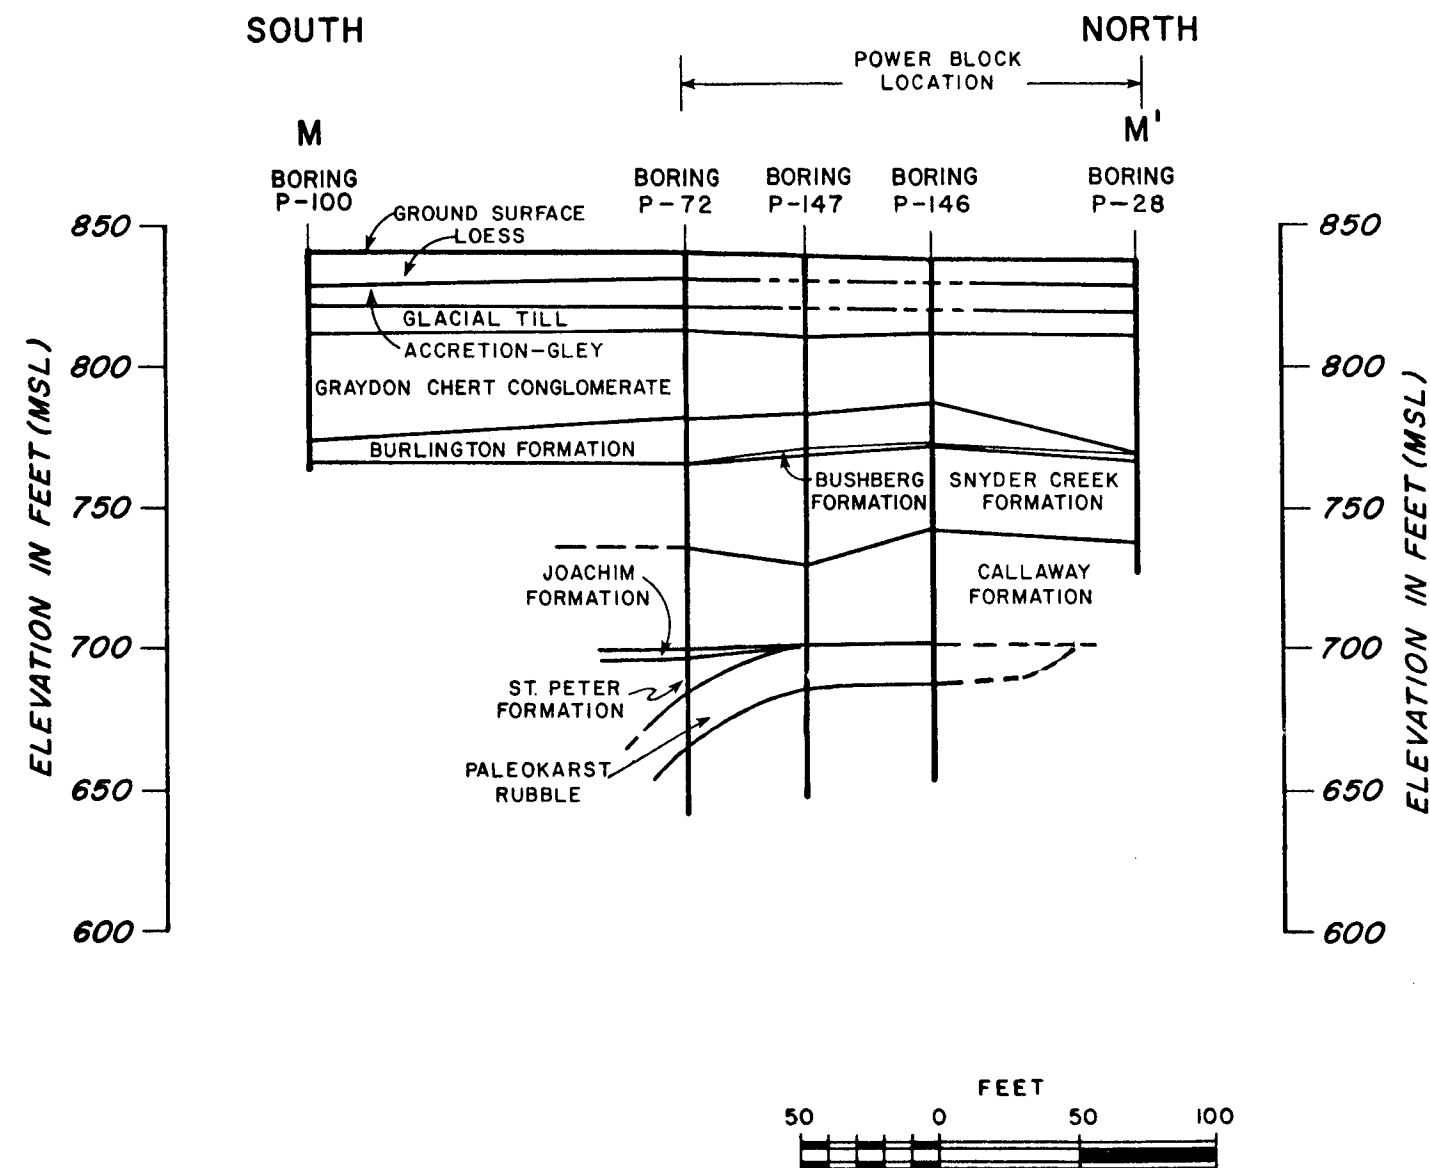 SOUTH
NORTH
POWER BLOCK
LOCATION
M
M'
BORING
P-100
BORING
P-72
BORING
P-147
BORING
P-146
BORING
P-28
GROUND SURFACE
LOESS
GLACIAL TILL
ACCRETION-GLEY
GRAYDON CHERT CONGLOMERATE
BURLINGTON FORMATION
BUSHBERG
FORMATION
SNYDER CREEK
FORMATION
JOACHIM
FORMATION
CALLAWAY
FORMATION
ST. PETER
FORMATION
PALEOKARST
RUBBLE
ELEVATION IN FEET (MSL)
850
800
750
700
650
600
850
800
750
700
650
600
ELEVATION IN FEET (MSL)
FEET
50 0 50 100